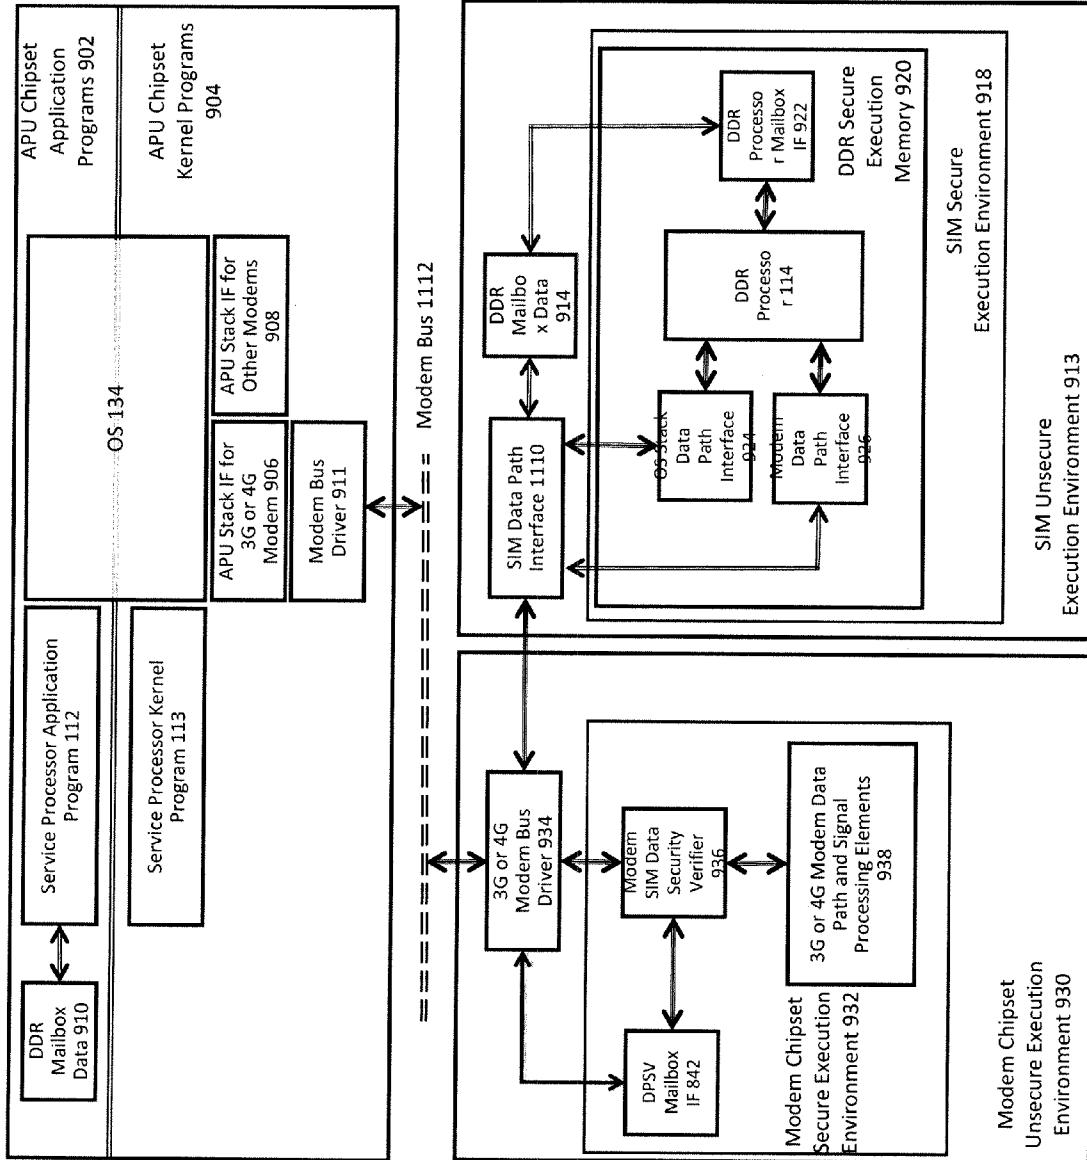 APU Chipset
Application
Programs 902
APU Chipset
Kernel Programs
904
DDR
Mailbox
Data 910
Service Processor Application
Program 112
Service Processor Kernel
Program 113
OS 134
APU Stack IF for
3G or 4G
Modem 906
APU Stack IF for
Other Modems
908
Modem Bus
Driver 911
Modem Bus 1112
3G or 4G
Modem Bus
Driver 934
DPSV
Mailbox
IF 842
Modem
SIM Data
Security
Verifier
936
3G or 4G Modem Data
Path and Signal
Processing Elements
938
Modem Chipset
Secure Execution
Environment 932
Modem Chipset
Unsecure Execution
Environment 930
SIM Data Path
Interface 1110
DDR
Mailbo
x Data
914
OS Stack
Data
Path
Interface
924
Modem
Data
Path
Interface
926
DDR
Processo
r 114
DDR
Processo
r Mailbox
IF 922
DDR Secure
Execution
Memory 920
SIM Secure
Execution Environment 918
SIM Unsecure
Execution Environment 913